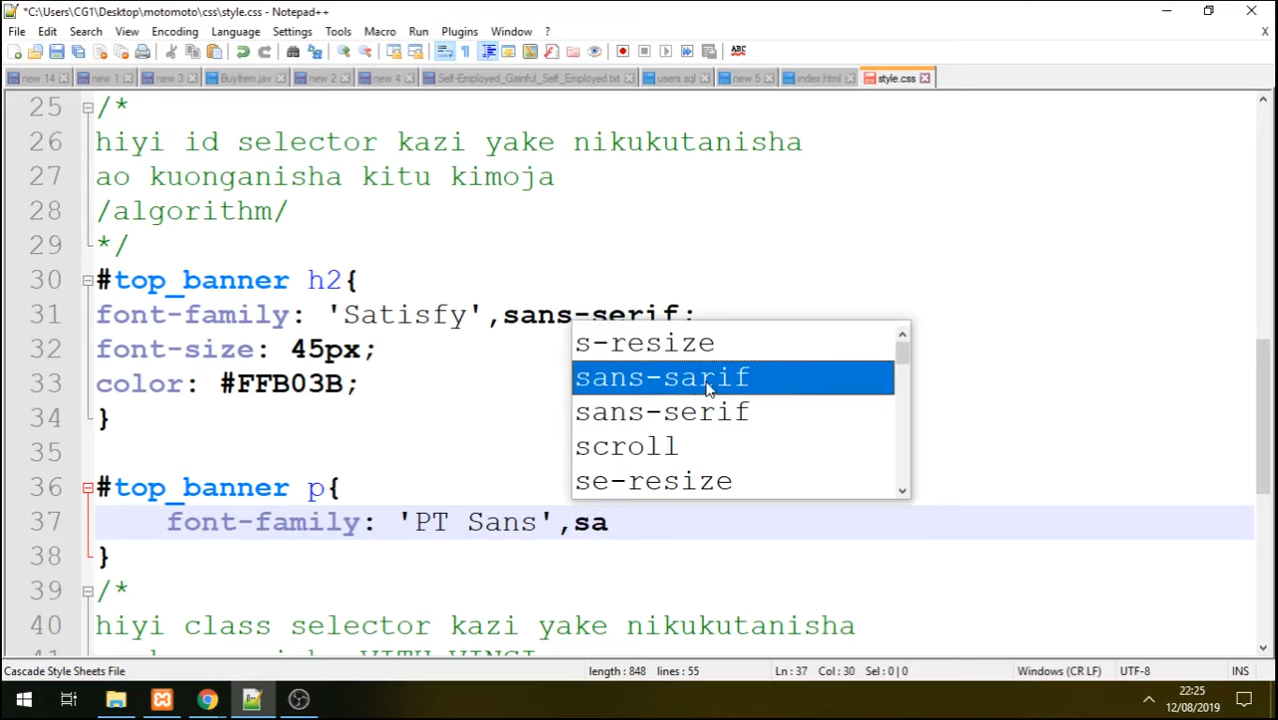 *C:\Users\CG1\Desktop\motomoto\css\style.css - Notepad++
File Edit Search View Encoding Language Settings Tools Macro Run Plugins Window ? X
new 14 new 1 new 3 BuyItem.jav new 2 new 4 Self-Employed_Gainful_Self_Employed.txt users.sql new 5 index.html style.css
25 /*
26 hiyi id selector kazi yake nikukutanisha
27 ao kuonganisha kitu kimoja
28 /algorithm/
29 */
30 #top_banner h2{
31 font-family: 'Satisfy',sans-serif;
32 font-size: 45px;
33 color: #FFB03B;
34 }
35
36 #top_banner p{
37 font-family: 'PT Sans',sa
38 }
39 /*
40 hiyi class selector kazi yake nikukutanisha
s-resize
sans-sarif
sans-serif
scroll
se-resize
Cascade Style Sheets File length : 848 lines : 55 Ln : 37 Col : 30 Sel : 0 | 0 Windows (CR LF) UTF-8 INS
22:25
12/08/2019